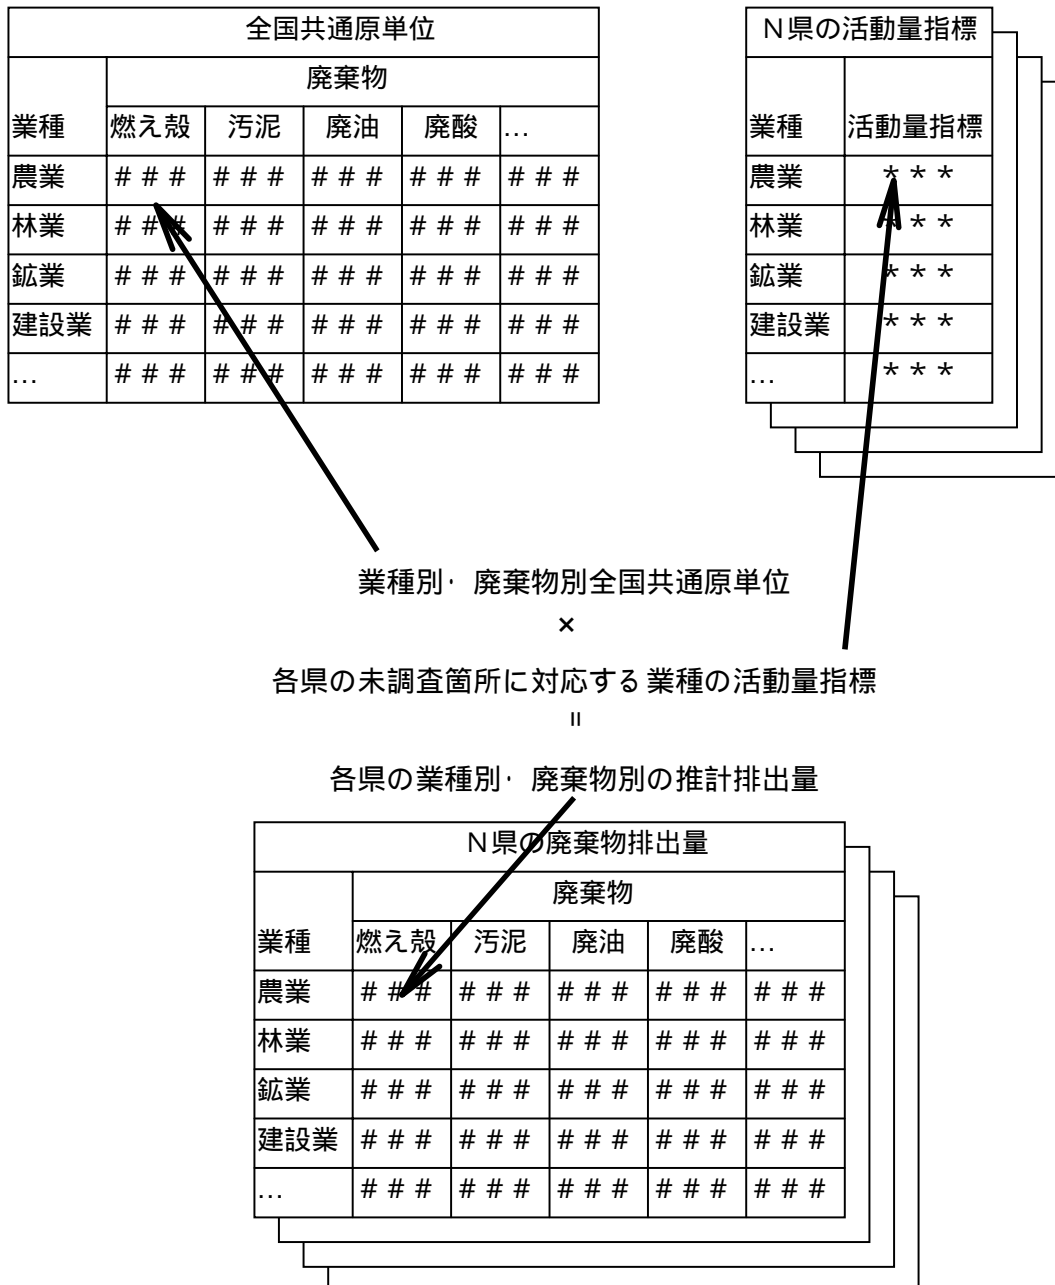 全国共通原単位
廃棄物
業種 燃え殻 汚泥 廃油 廃酸 …
農業 ＃＃＃ ＃＃＃ ＃＃＃ ＃＃＃ ＃＃＃
林業 ＃＃＃ ＃＃＃ ＃＃＃ ＃＃＃ ＃＃＃
鉱業 ＃＃＃ ＃＃＃ ＃＃＃ ＃＃＃ ＃＃＃
建設業 ＃＃＃ ＃＃＃ ＃＃＃ ＃＃＃ ＃＃＃
… ＃＃＃ ＃＃＃ ＃＃＃ ＃＃＃ ＃＃＃
Ｎ県の活動量指標
業種 活動量指標
農業 ＊＊＊
林業 ＊＊＊
鉱業 ＊＊＊
建設業 ＊＊＊
… ＊＊＊
業種別・廃棄物別全国共通原単位
×
各県の未調査箇所に対応する業種の活動量指標
＝
各県の業種別・廃棄物別の推計排出量
Ｎ県の廃棄物排出量
廃棄物
業種 燃え殻 汚泥 廃油 廃酸 …
農業 ＃＃＃ ＃＃＃ ＃＃＃ ＃＃＃ ＃＃＃
林業 ＃＃＃ ＃＃＃ ＃＃＃ ＃＃＃ ＃＃＃
鉱業 ＃＃＃ ＃＃＃ ＃＃＃ ＃＃＃ ＃＃＃
建設業 ＃＃＃ ＃＃＃ ＃＃＃ ＃＃＃ ＃＃＃
… ＃＃＃ ＃＃＃ ＃＃＃ ＃＃＃ ＃＃＃